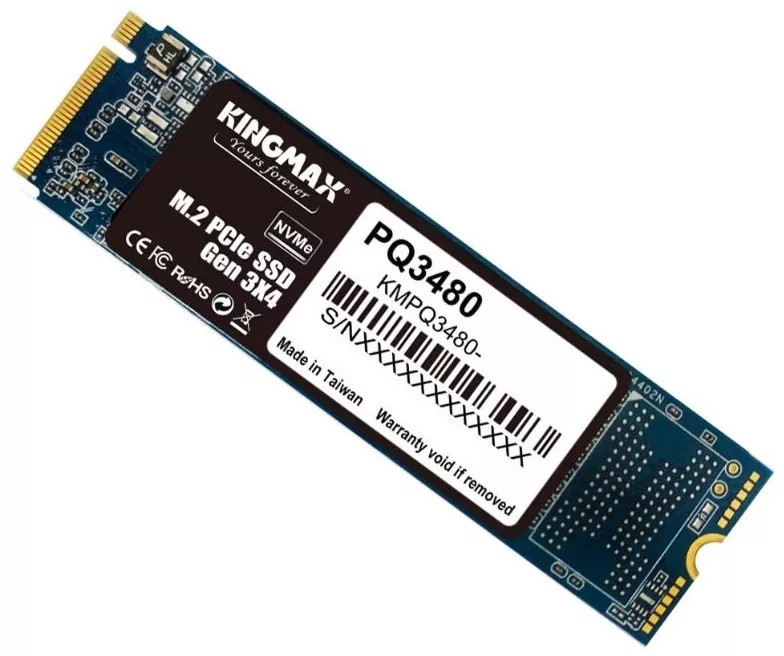 KINGMAX®
Yours forever
NVMe
M.2 PCIe SSD
Gen 3X4
CE FC RoHS
PQ3480
KMPQ3480-
S/NXXXXXXXXXXXXXX
Made in Taiwan
Warranty void if removed
4402N